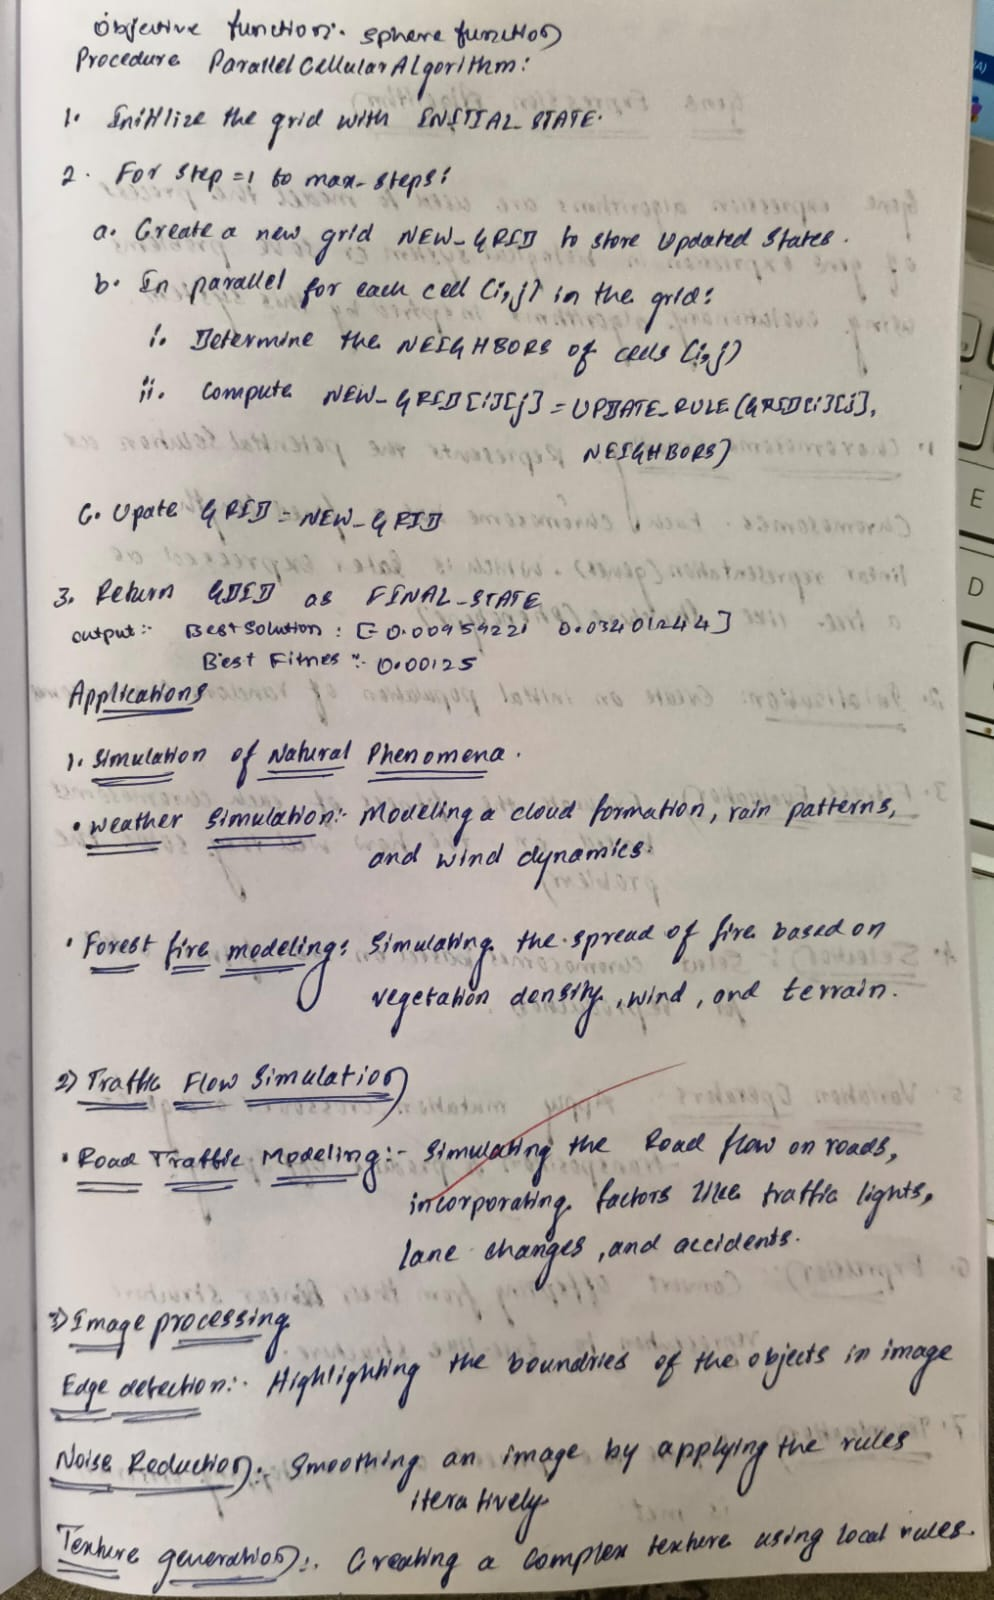 Objective function:- sphere function
Procedure Parallel Cellular Algorithm:
1. Initilize the grid with INITIAL_STATE.
2. For step = 1 to max-steps:
a. Create a new grid NEW_GRID to store Updated States.
b. In parallel for each cell (i,j) in the grid:
i. Determine the NEIGHBORS of cells (i,j)
ii. Compute NEW_GRID[i][j] = UPDATE_RULE(GRID[i][j],
NEIGHBORS)
C. Upate GRID = NEW_GRID
3. Return GRID as FINAL_STATE
output:- Best Solution : [-0.00959221 0.03401244]
Best Fitnes :- 0.00125
Applications
1. Simulation of Natural Phenomena.
• Weather Simulation:- Modeling a cloud formation, rain patterns,
and wind dynamics.
• Forest fire modeling: Simulating the spread of fire based on
vegetation density, wind, and terrain.
2) Traffic Flow Simulation
• Road Traffic Modeling:- Simulating the Road flow on roads,
incorporating factors like traffic lights,
lane changes, and accidents.
3) Image processing
Edge detection:- Highlighting the boundries of the objects in image
Noise Reduction:- Smoothing an image by applying the rules
iteratively
Texture generation:- Creating a complex texture using local rules.
E
D